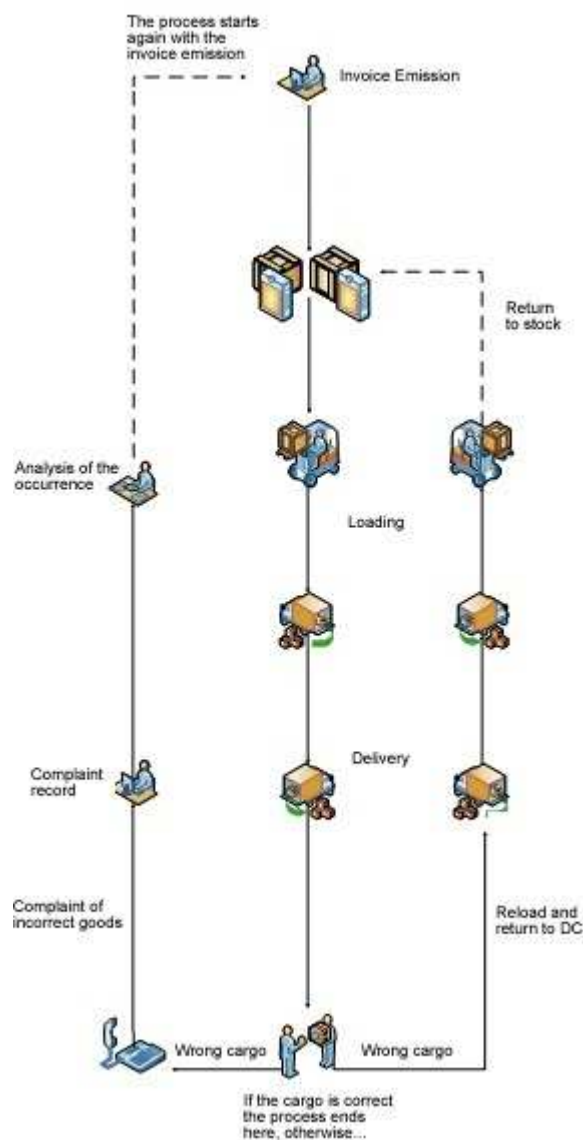 The process starts
again with the
invoice emission
Invoice Emission
Return
to stock
Analysis of the
occurrence
Loading
Complaint
record
Delivery
Complaint of
incorrect goods
Reload and
return to DC
Wrong cargo
Wrong cargo
If the cargo is correct
the process ends
here, otherwise...